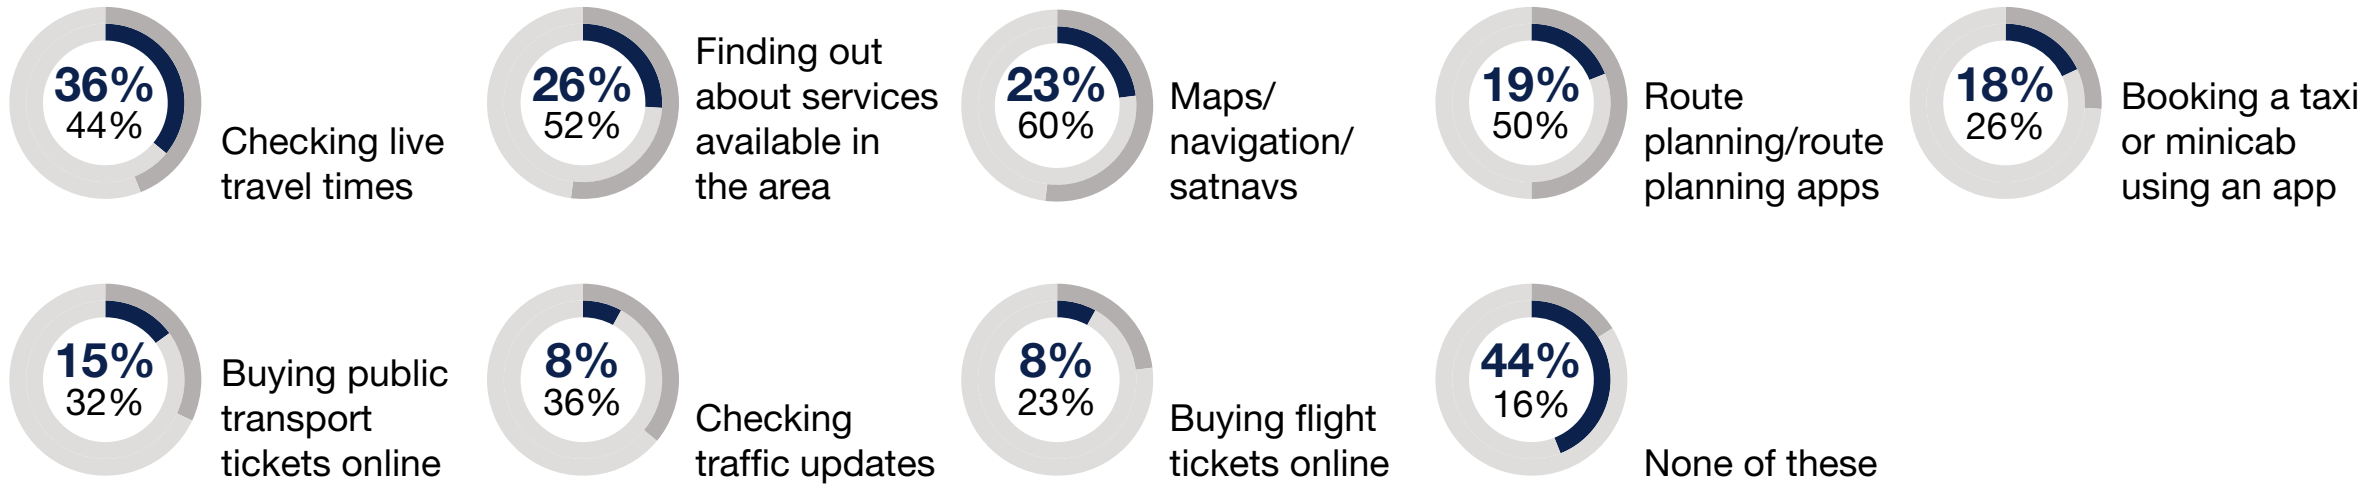 36%
44%
Checking live
travel times
26%
52%
Finding out
about services
available in
the area
23%
60%
Maps/
navigation/
satnavs
19%
50%
Route
planning/route
planning apps
18%
26%
Booking a taxi
or minicab
using an app
15%
32%
Buying public
transport
tickets online
8%
36%
Checking
traffic updates
8%
23%
Buying flight
tickets online
44%
16%
None of these